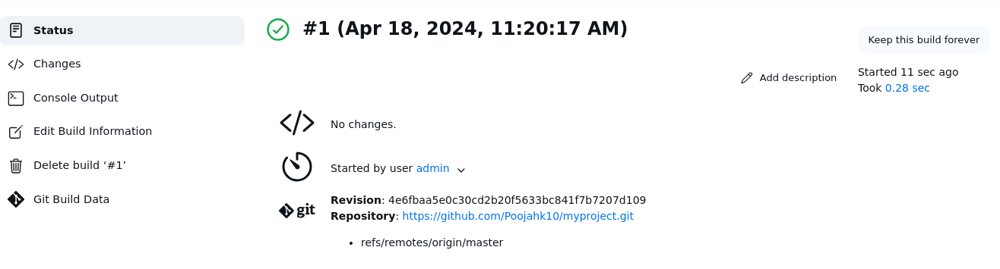 Status
Changes
Console Output
Edit Build Information
Delete build ‘#1’
Git Build Data
#1 (Apr 18, 2024, 11:20:17 AM)
Keep this build forever
Add description
Started 11 sec ago
Took 0.28 sec
No changes.
Started by user admin
git
Revision: 4e6fbaa5e0c30cd2b20f5633bc841f7b7207d109
Repository: https://github.com/Poojahk10/myproject.git
• refs/remotes/origin/master